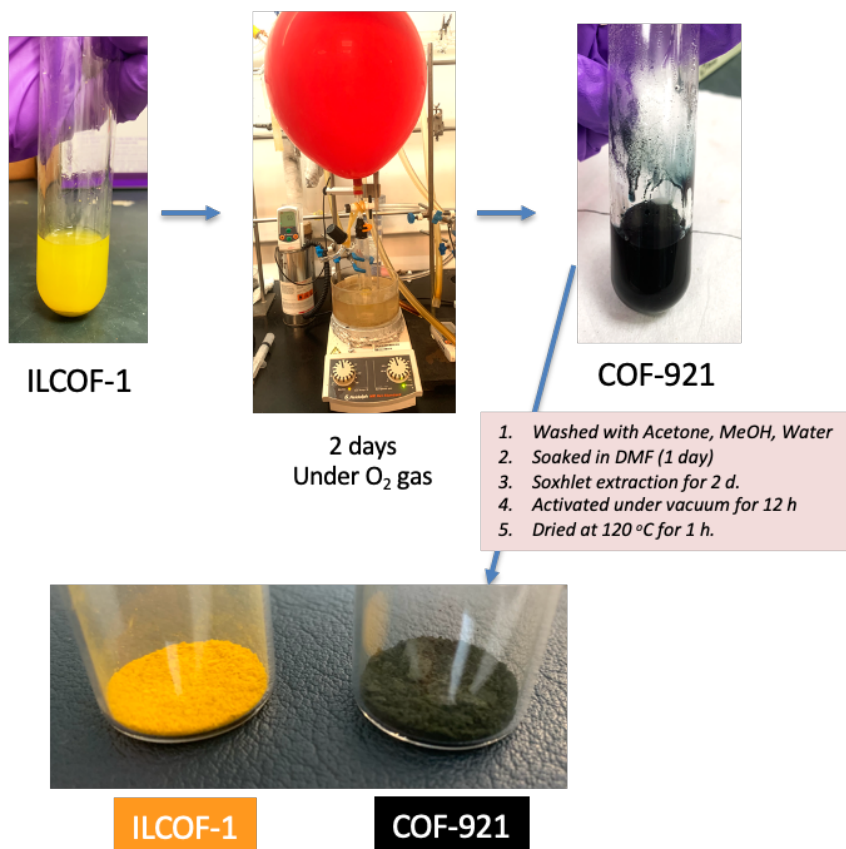 ILCOF-1
2 days
Under O₂ gas
COF-921
1. Washed with Acetone, MeOH, Water
2. Soaked in DMF (1 day)
3. Soxhlet extraction for 2 d.
4. Activated under vacuum for 12 h
5. Dried at 120 °C for 1 h.
ILCOF-1
COF-921